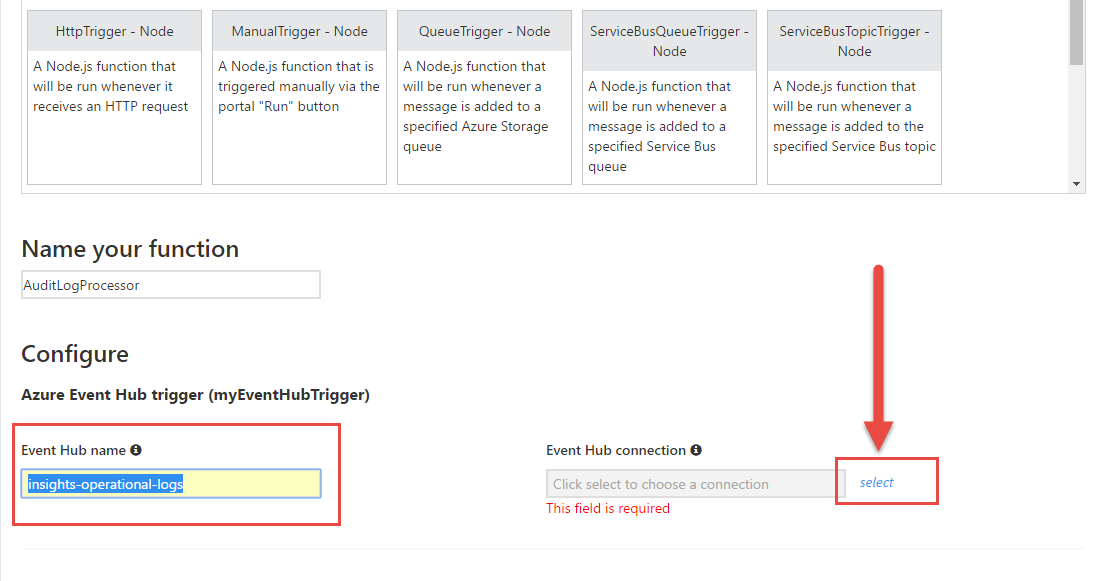 HttpTrigger - Node
A Node.js function that
will be run whenever it
receives an HTTP request
ManualTrigger - Node
A Node.js function that is
triggered manually via the
portal "Run" button
QueueTrigger - Node
A Node.js function that
will be run whenever a
message is added to a
specified Azure Storage
queue
ServiceBusQueueTrigger -
Node
A Node.js function that
will be run whenever a
message is added to a
specified Service Bus
queue
ServiceBusTopicTrigger -
Node
A Node.js function that
will be run whenever a
message is added to the
specified Service Bus topic
Name your function
AuditLogProcessor
Configure
Azure Event Hub trigger (myEventHubTrigger)
Event Hub name
insights-operational-logs
Event Hub connection
Click select to choose a connection
select
This field is required